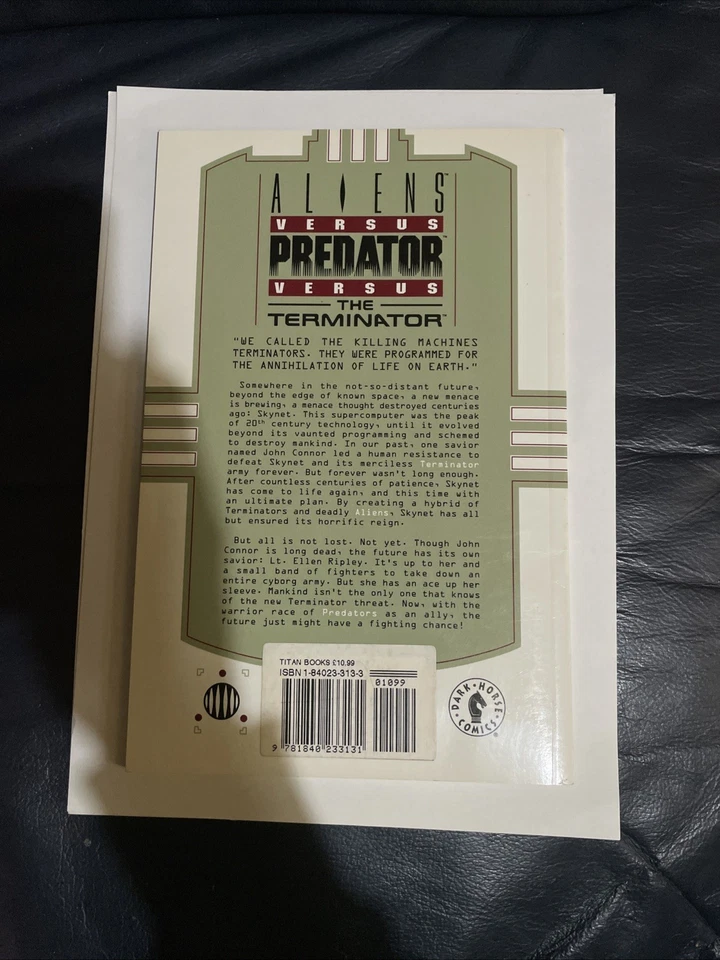 ALIENS™
VERSUS
PREDATOR™
VERSUS
THE
TERMINATOR™
"WE CALLED THE KILLING MACHINES
TERMINATORS. THEY WERE PROGRAMMED FOR
THE ANNIHILATION OF LIFE ON EARTH."
Somewhere in the not-so-distant future,
beyond the edge of known space, a new menace
is brewing, a menace thought destroyed centuries
ago: Skynet. This supercomputer was the peak
of 20th century technology, until it evolved
beyond its vaunted programming and schemed
to destroy mankind. In our past, one savior
named John Connor led a human resistance to
defeat Skynet and its merciless Terminator
army forever. But forever wasn't long enough.
After countless centuries of patience, Skynet
has come to life again, and this time with
an ultimate plan. By creating a hybrid of
Terminators and deadly Aliens, Skynet has all
but ensured its horrific reign.
But all is not lost. Not yet. Though John
Connor is long dead, the future has its own
savior: Lt. Ellen Ripley. It's up to her and
a small band of fighters to take down an
entire cyborg army. But she has an ace up her
sleeve. Mankind isn't the only one that knows
of the new Terminator threat. Now, with the
warrior race of Predators as an ally, the
future just might have a fighting chance!
TITAN BOOKS £10.99
ISBN 1-84023-313-3
01099
9 781840 233131
DARK HORSE
COMICS®